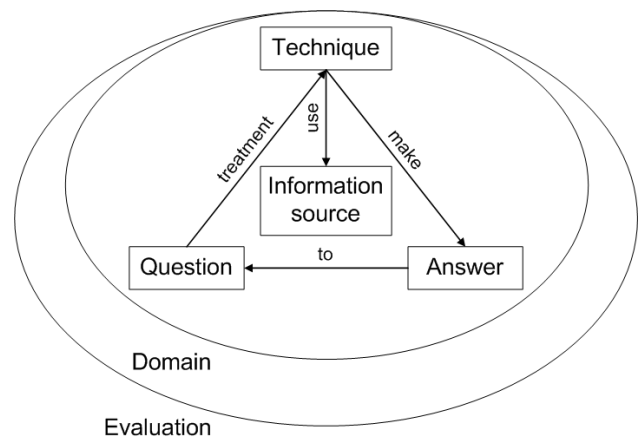 Technique
treatment
use
make
Information
source
Question
to
Answer
Domain
Evaluation